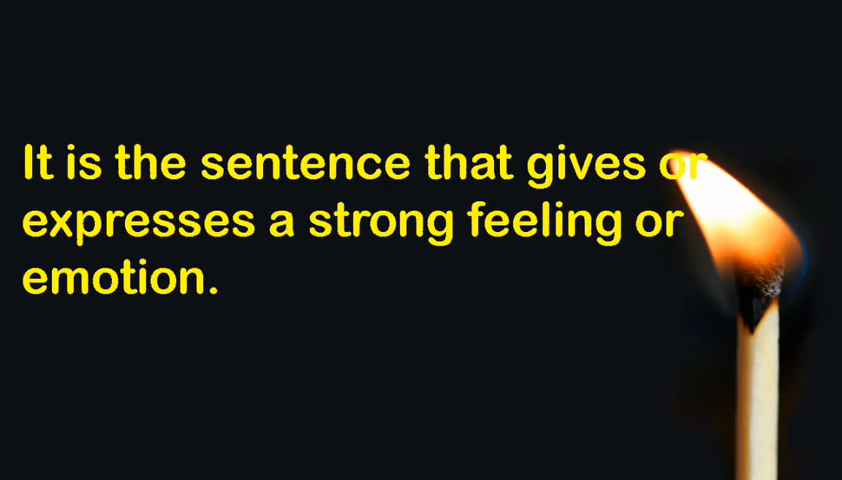 It is the sentence that gives or
expresses a strong feeling or
emotion.